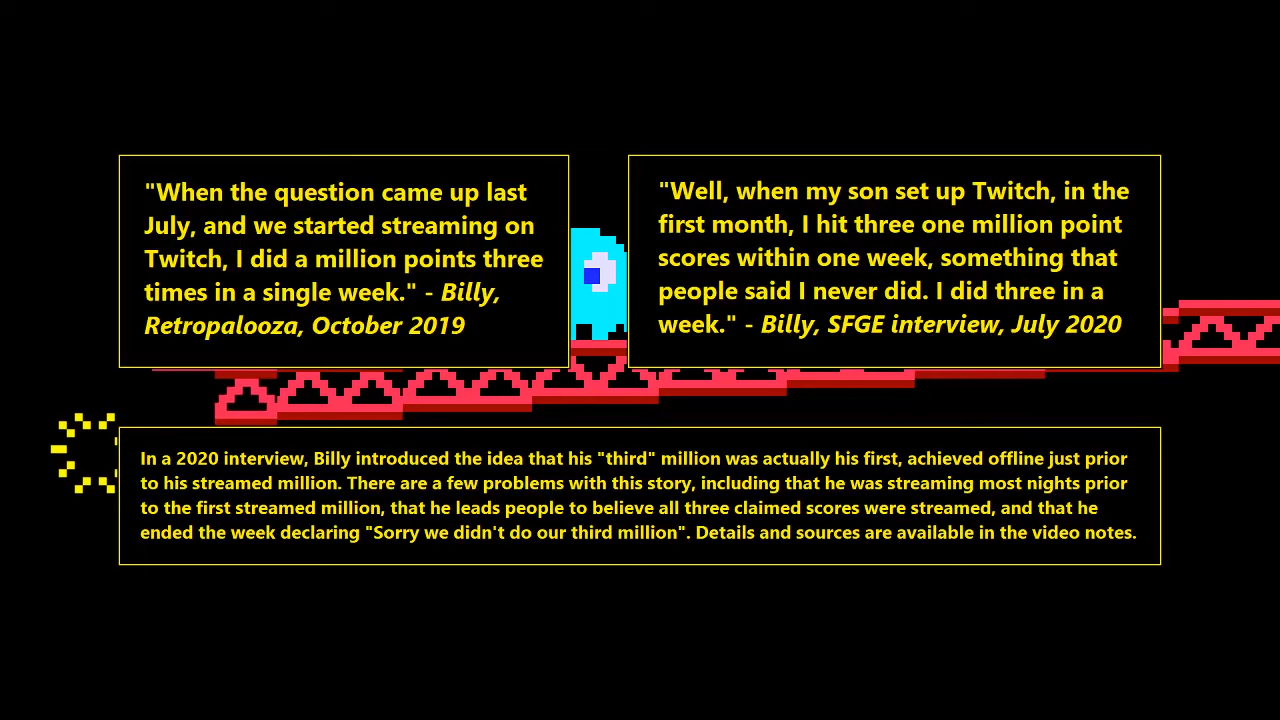 "When the question came up last
July, and we started streaming on
Twitch, I did a million points three
times in a single week." - Billy,
Retropalooza, October 2019
"Well, when my son set up Twitch, in the
first month, I hit three one million point
scores within one week, something that
people said I never did. I did three in a
week." - Billy, SFGE interview, July 2020
In a 2020 interview, Billy introduced the idea that his "third" million was actually his first, achieved offline just prior
to his streamed million. There are a few problems with this story, including that he was streaming most nights prior
to the first streamed million, that he leads people to believe all three claimed scores were streamed, and that he
ended the week declaring "Sorry we didn't do our third million". Details and sources are available in the video notes.